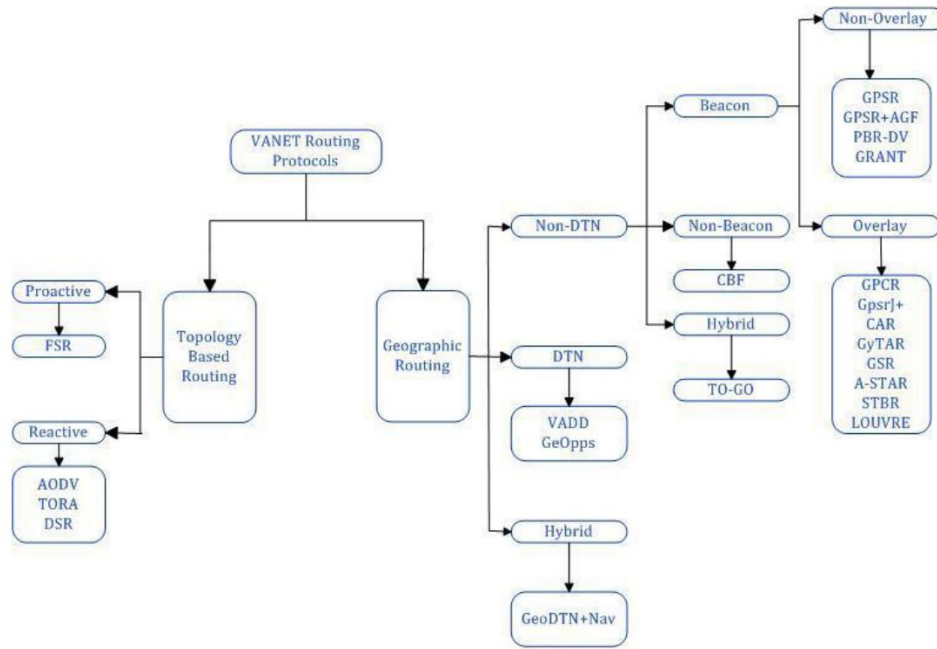 VANET Routing
Protocols
Topology
Based
Routing
Proactive
FSR
Reactive
AODV
TORA
DSR
Geographic
Routing
Non-DTN
Beacon
Non-Overlay
GPSR
GPSR+AGF
PBR-DV
GRANT
Overlay
GPCR
GpsrJ+
CAR
GyTAR
GSR
A-STAR
STBR
LOUVRE
Non-Beacon
CBF
Hybrid
TO-GO
DTN
VADD
GeOpps
Hybrid
GeoDTN+Nav